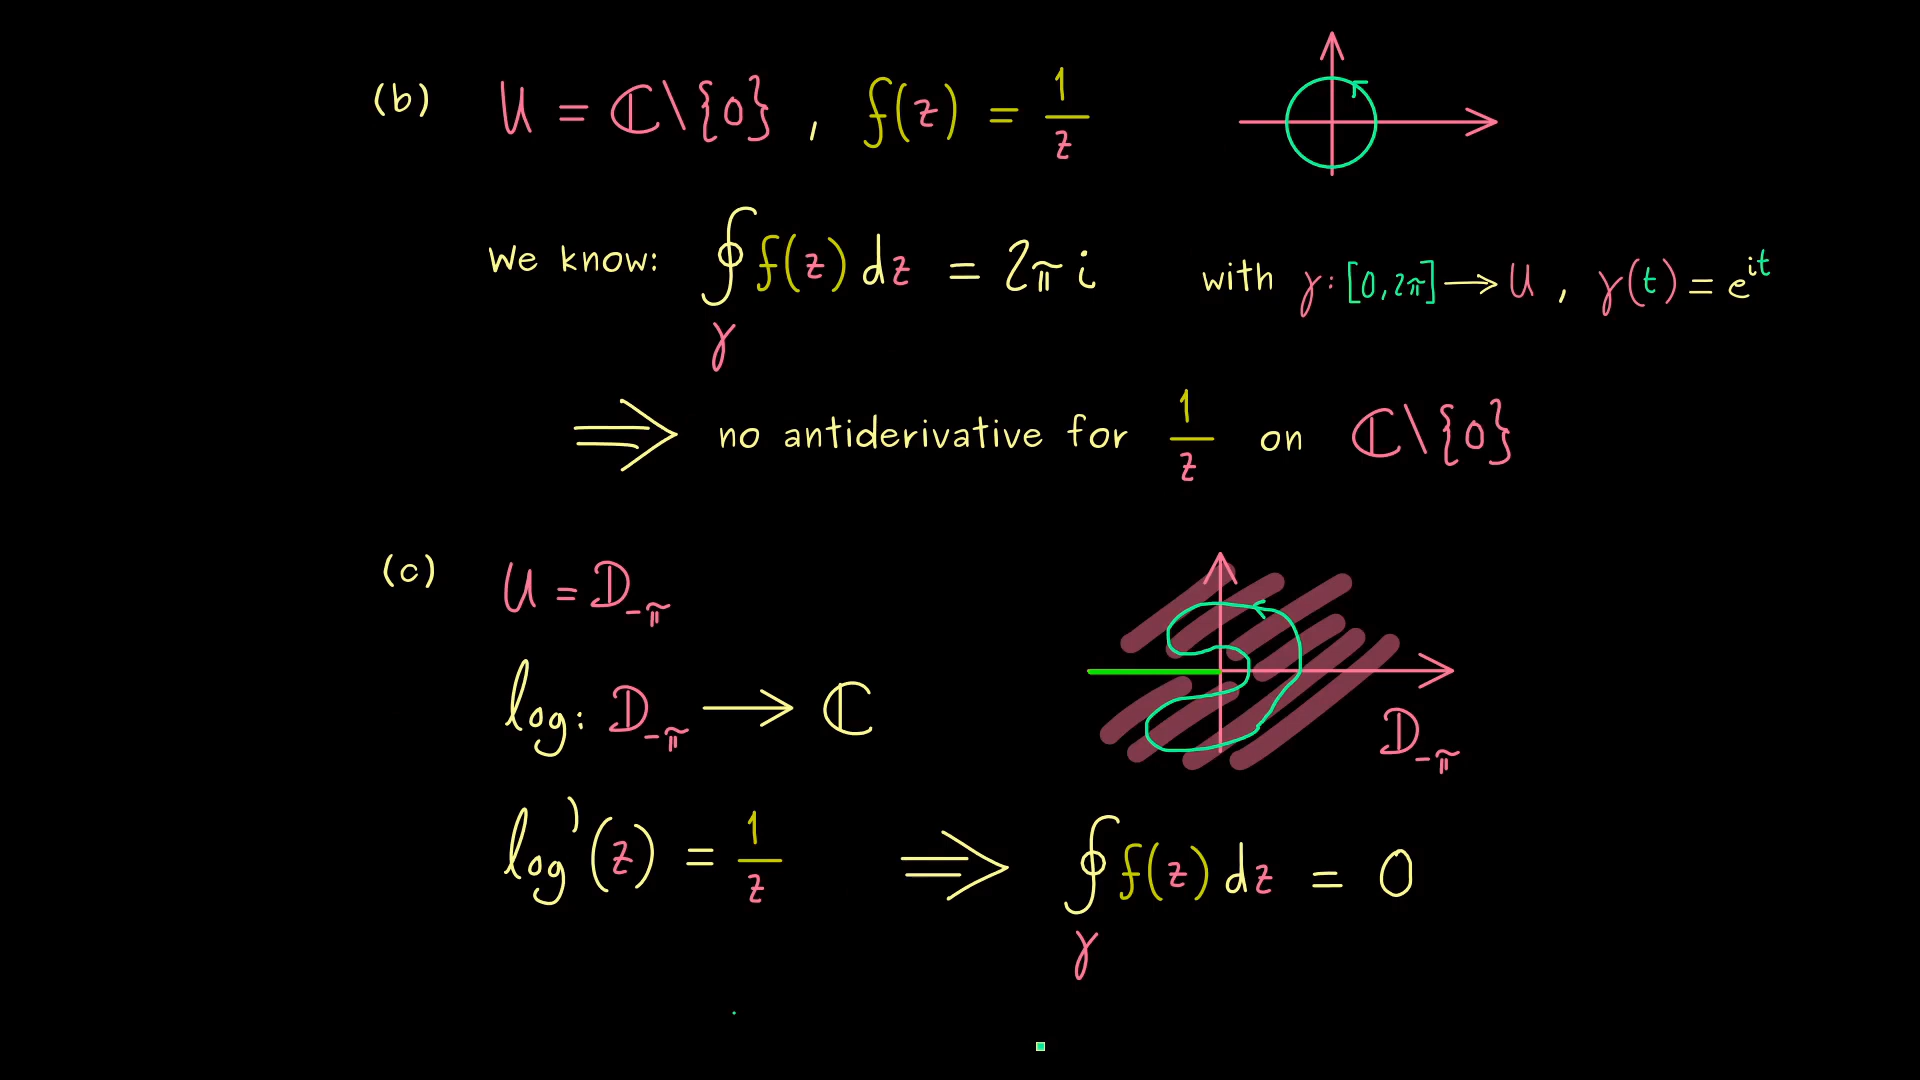 (b) U = ℂ\{0} , f(z) = 1/z
We know: ∮_γ f(z) dz = 2πi with γ: [0, 2π] → U , γ(t) = e^{it}
⟹ no antiderivative for 1/z on ℂ\{0}
(c) U = D_{-π}
log: D_{-π} → ℂ
D_{-π}
log'(z) = 1/z ⟹ ∮_γ f(z) dz = 0